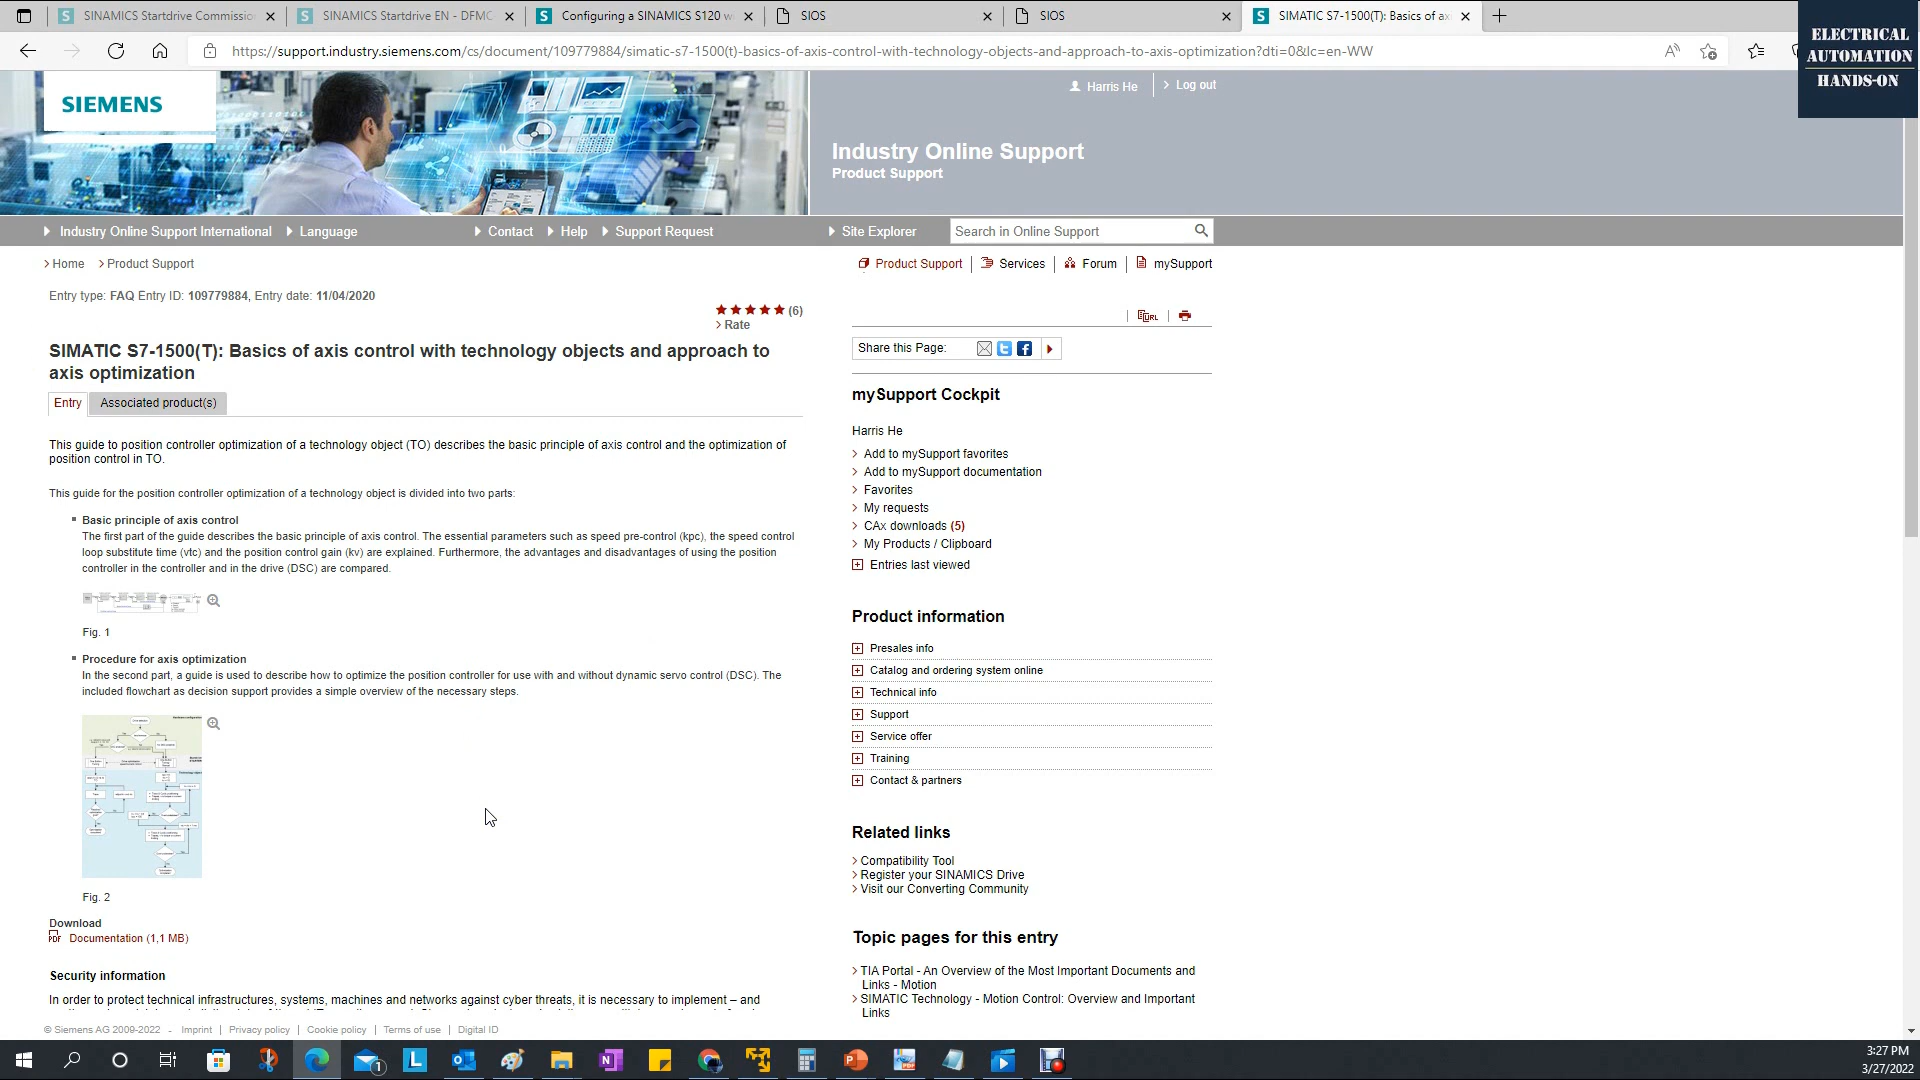 SINAMICS Startdrive Commissio
SINAMICS Startdrive EN - DFMC
Configuring a SINAMICS S120 w
SIOS
SIOS
SIMATIC S7-1500(T): Basics of ax
https://support.industry.siemens.com/cs/document/109779884/simatic-s7-1500(t)-basics-of-axis-control-with-technology-objects-and-approach-to-axis-optimization?dti=0&lc=en-WW
ELECTRICAL
AUTOMATION
HANDS-ON
SIEMENS
Harris He
Log out
Industry Online Support
Product Support
Industry Online Support International
Language
Contact
Help
Support Request
Site Explorer
Search in Online Support
Home
Product Support
Product Support
Services
Forum
mySupport
Entry type: FAQ Entry ID: 109779884, Entry date: 11/04/2020
(6)
Rate
URL
SIMATIC S7-1500(T): Basics of axis control with technology objects and approach to
axis optimization
Entry
Associated product(s)
This guide to position controller optimization of a technology object (TO) describes the basic principle of axis control and the optimization of
position control in TO.
This guide for the position controller optimization of a technology object is divided into two parts:
Basic principle of axis control
The first part of the guide describes the basic principle of axis control. The essential parameters such as speed pre-control (kpc), the speed control
loop substitute time (vtc) and the position control gain (kv) are explained. Furthermore, the advantages and disadvantages of using the position
controller in the controller and in the drive (DSC) are compared.
Fig. 1
Procedure for axis optimization
In the second part, a guide is used to describe how to optimize the position controller for use with and without dynamic servo control (DSC). The
included flowchart as decision support provides a simple overview of the necessary steps.
Fig. 2
Download
PDF Documentation (1,1 MB)
Security information
In order to protect technical infrastructures, systems, machines and networks against cyber threats, it is necessary to implement – and
Share this Page:
mySupport Cockpit
Harris He
Add to mySupport favorites
Add to mySupport documentation
Favorites
My requests
CAx downloads (5)
My Products / Clipboard
Entries last viewed
Product information
Presales info
Catalog and ordering system online
Technical info
Support
Service offer
Training
Contact & partners
Related links
Compatibility Tool
Register your SINAMICS Drive
Visit our Converting Community
Topic pages for this entry
TIA Portal - An Overview of the Most Important Documents and
Links - Motion
SIMATIC Technology - Motion Control: Overview and Important
Links
© Siemens AG 2009-2022 - Imprint | Privacy policy | Cookie policy | Terms of use | Digital ID
3:27 PM
3/27/2022